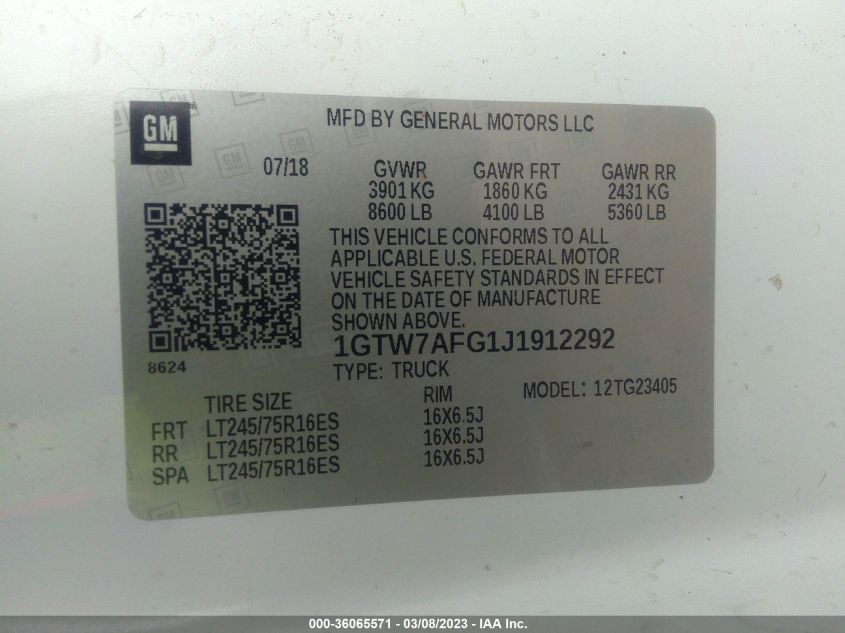 GM
MFD BY GENERAL MOTORS LLC
07/18 GVWR GAWR FRT GAWR RR
3901 KG 1860 KG 2431 KG
8600 LB 4100 LB 5360 LB
THIS VEHICLE CONFORMS TO ALL
APPLICABLE U.S. FEDERAL MOTOR
VEHICLE SAFETY STANDARDS IN EFFECT
ON THE DATE OF MANUFACTURE
SHOWN ABOVE.
1GTW7AFG1J1912292
8624
TYPE: TRUCK
MODEL: 12TG23405
TIRE SIZE RIM
FRT LT245/75R16ES 16X6.5J
RR LT245/75R16ES 16X6.5J
SPA LT245/75R16ES 16X6.5J
000-36065571 - 03/08/2023 - IAA Inc.